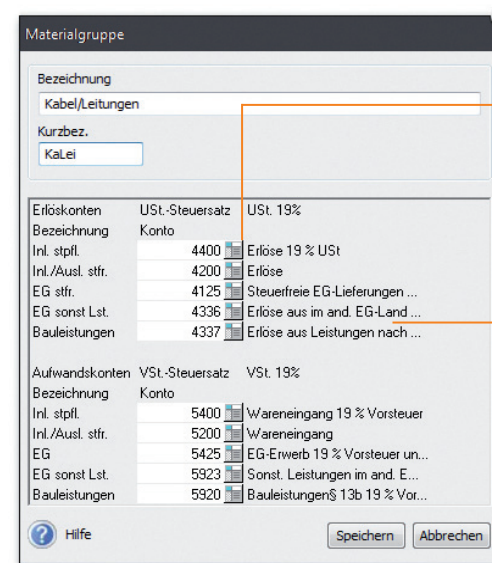 Materialgruppe
Bezeichnung
Kabel/Leitungen
Kurzbez.
KaLei
Erlöskonten USt.-Steuersatz USt. 19%
Bezeichnung Konto
Inl. stpfl. 4400 Erlöse 19 % USt
Inl./Ausl. stfr. 4200 Erlöse
EG stfr. 4125 Steuerfreie EG-Lieferungen ...
EG sonst Lst. 4336 Erlöse aus im and. EG-Land ...
Bauleistungen 4337 Erlöse aus Leistungen nach ...
Aufwandskonten VSt.-Steuersatz VSt. 19%
Bezeichnung Konto
Inl. stpfl. 5400 Wareneingang 19 % Vorsteuer
Inl./Ausl. stfr. 5200 Wareneingang
EG 5425 EG-Erwerb 19 % Vorsteuer un...
EG sonst Lst. 5923 Sonst. Leistungen im and. E...
Bauleistungen 5920 Bauleistungen§ 13b 19 % Vor...
? Hilfe Speichern Abbrechen